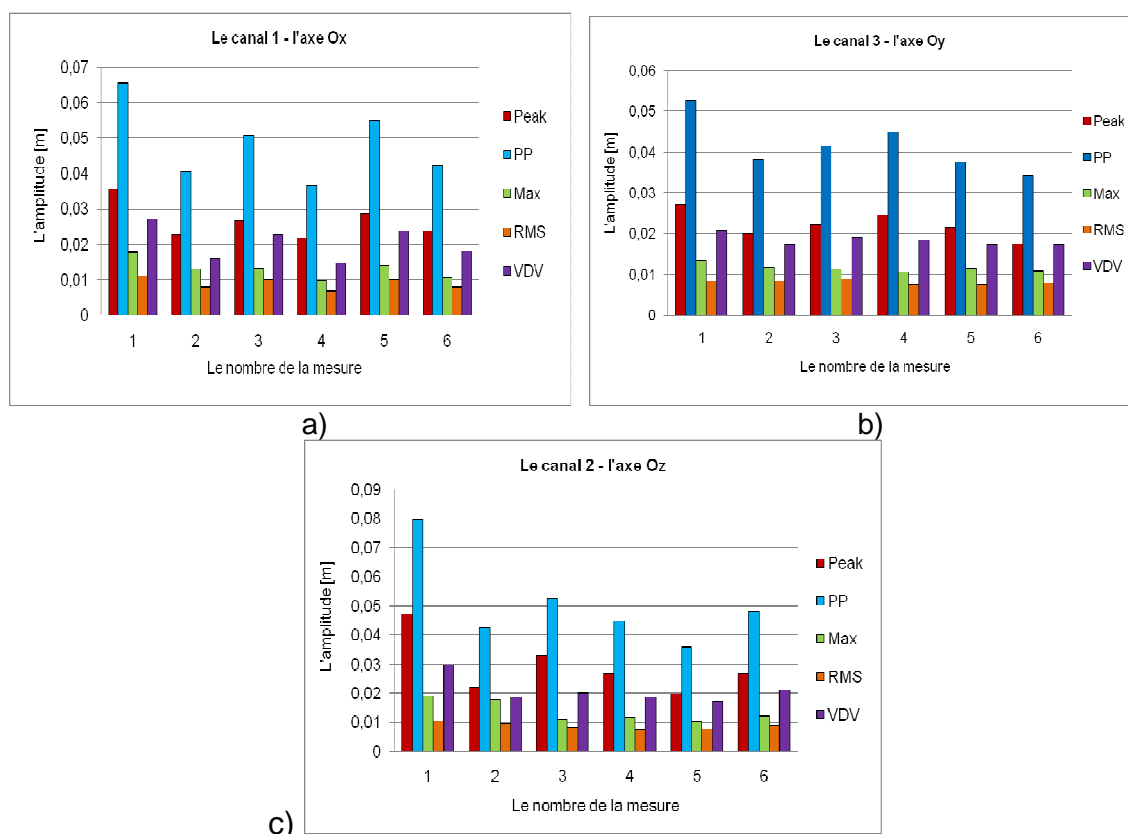 Le canal 1 - l'axe Ox
0,07
0,06
0,05
0,04
0,03
0,02
0,01
0
L'amplitude [m]
1 2 3 4 5 6
Le nombre de la mesure
Peak
PP
Max
RMS
VDV
a)
Le canal 3 - l'axe Oy
0,06
0,05
0,04
0,03
0,02
0,01
0
L'amplitude [m]
1 2 3 4 5 6
Le nombre de la mesure
Peak
PP
Max
RMS
VDV
b)
Le canal 2 - l'axe Oz
0,09
0,08
0,07
0,06
0,05
0,04
0,03
0,02
0,01
0
L'amplitude [m]
1 2 3 4 5 6
Le nombre de la mesure
Peak
PP
Max
RMS
VDV
c)